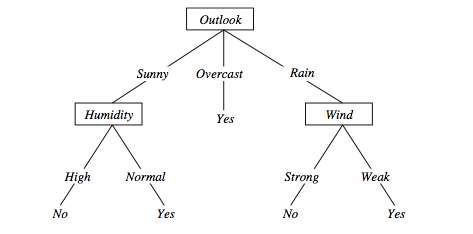 Outlook
Sunny Overcast Rain
Humidity Yes Wind
High Normal Strong Weak
No Yes No Yes